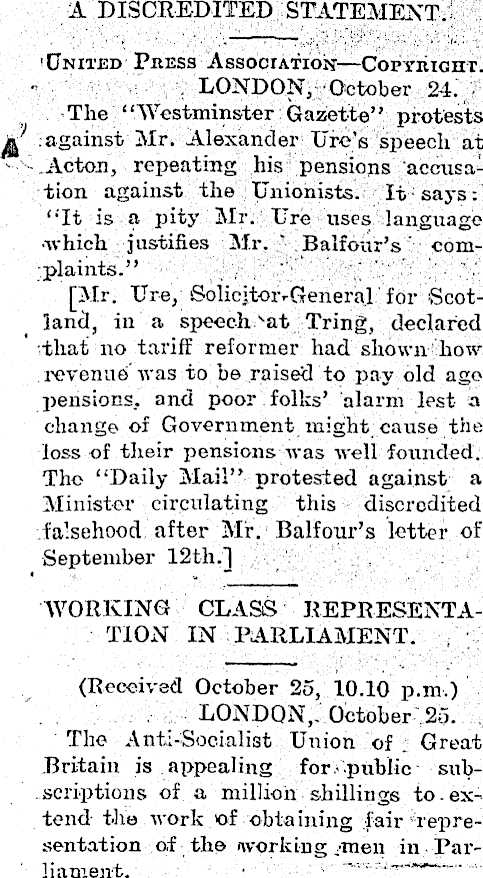 A DISCREDITED STATEMENT.
UNITED PRESS ASSOCIATION—COPYRIGHT.
LONDON, October 24.
The "Westminster Gazette" protests
against Mr. Alexander Ure's speech at
Acton, repeating his pensions accusa-
tion against the Unionists. It says:
"It is a pity Mr. Ure uses language
which justifies Mr. Balfour's com-
plaints."
[Mr. Ure, Solicitor-General for Scot-
land, in a speech at Tring, declared
that no tariff reformer had shown how
revenue was to be raised to pay old age
pensions, and poor folks' alarm lest a
change of Government might cause the
loss of their pensions was well founded.
The "Daily Mail" protested against a
Minister circulating this discredited
falsehood after Mr. Balfour's letter of
September 12th.]
WORKING CLASS REPRESENTA-
TION IN PARLIAMENT.
(Received October 25, 10.10 p.m.)
LONDON, October 25.
The Anti-Socialist Union of Great
Britain is appealing for public sub-
scriptions of a million shillings to ex-
tend the work of obtaining fair repre-
sentation of the working men in Par-
liament.